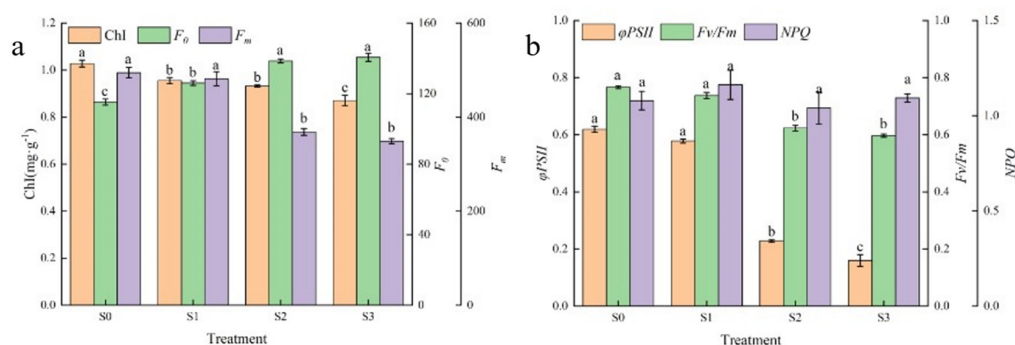 a
Chl F₀ Fₘ
1.2
1.0
0.8
0.6
0.4
0.2
0.0
Chl(mg·g⁻¹)
a c a
b b a
b a b
c a b
S0 S1 S2 S3
Treatment
160
120
80
40
0
F₀
600
400
200
0
Fₘ
b
φPSII Fv/Fm NPQ
1.0
0.8
0.6
0.4
0.2
0.0
φPSII
a a a
a a a
b b a
c b a
S0 S1 S2 S3
Treatment
1.0
0.8
0.6
0.4
0.2
0.0
Fv/Fm
1.5
1.0
0.5
0.0
NPQ